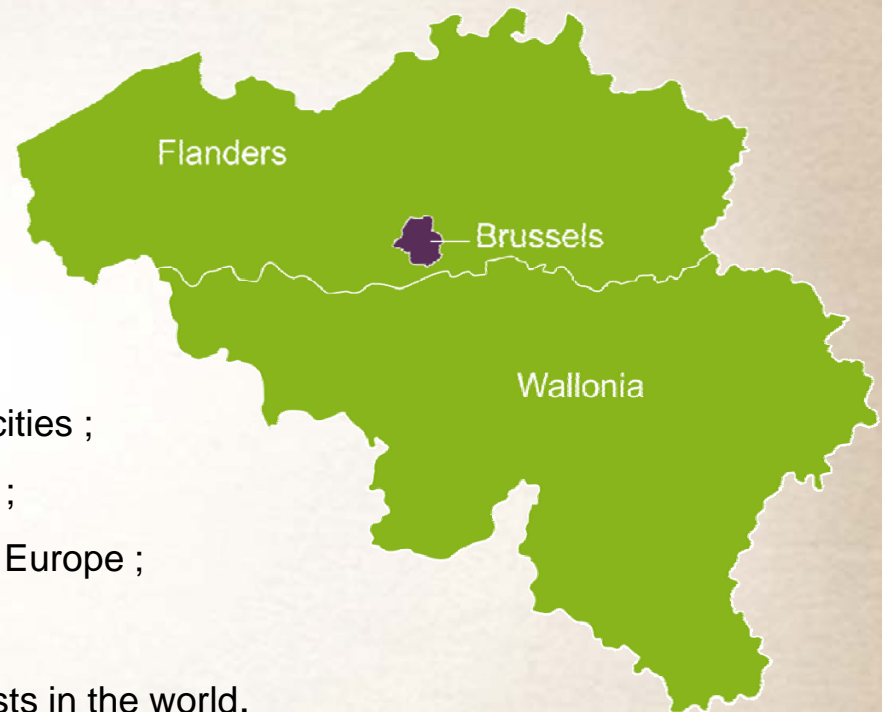 Flanders
Brussels
Wallonia
cities ;
;
Europe ;
sts in the world.